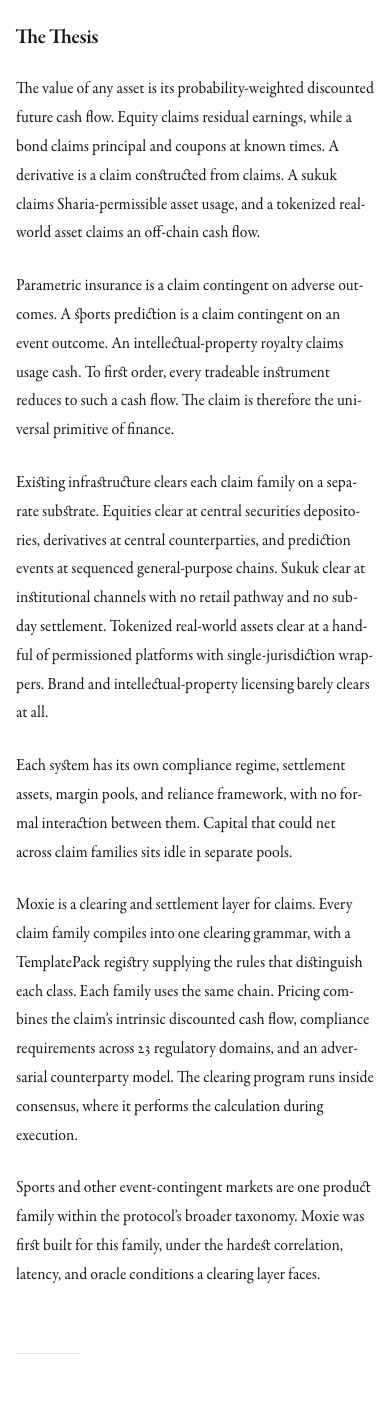 The Thesis
The value of any asset is its probability-weighted discounted
future cash flow. Equity claims residual earnings, while a
bond claims principal and coupons at known times. A
derivative is a claim constructed from claims. A sukuk
claims Sharia-permissible asset usage, and a tokenized real-
world asset claims an off-chain cash flow.
Parametric insurance is a claim contingent on adverse out-
comes. A sports prediction is a claim contingent on an
event outcome. An intellectual-property royalty claims
usage cash. To first order, every tradeable instrument
reduces to such a cash flow. The claim is therefore the uni-
versal primitive of finance.
Existing infrastructure clears each claim family on a sepa-
rate substrate. Equities clear at central securities deposito-
ries, derivatives at central counterparties, and prediction
events at sequenced general-purpose chains. Sukuk clear at
institutional channels with no retail pathway and no sub-
day settlement. Tokenized real-world assets clear at a hand-
ful of permissioned platforms with single-jurisdiction wrap-
pers. Brand and intellectual-property licensing barely clears
at all.
Each system has its own compliance regime, settlement
assets, margin pools, and reliance framework, with no for-
mal interaction between them. Capital that could net
across claim families sits idle in separate pools.
Moxie is a clearing and settlement layer for claims. Every
claim family compiles into one clearing grammar, with a
TemplatePack registry supplying the rules that distinguish
each class. Each family uses the same chain. Pricing com-
bines the claim’s intrinsic discounted cash flow, compliance
requirements across 23 regulatory domains, and an adver-
sarial counterparty model. The clearing program runs inside
consensus, where it performs the calculation during
execution.
Sports and other event-contingent markets are one product
family within the protocol’s broader taxonomy. Moxie was
first built for this family, under the hardest correlation,
latency, and oracle conditions a clearing layer faces.